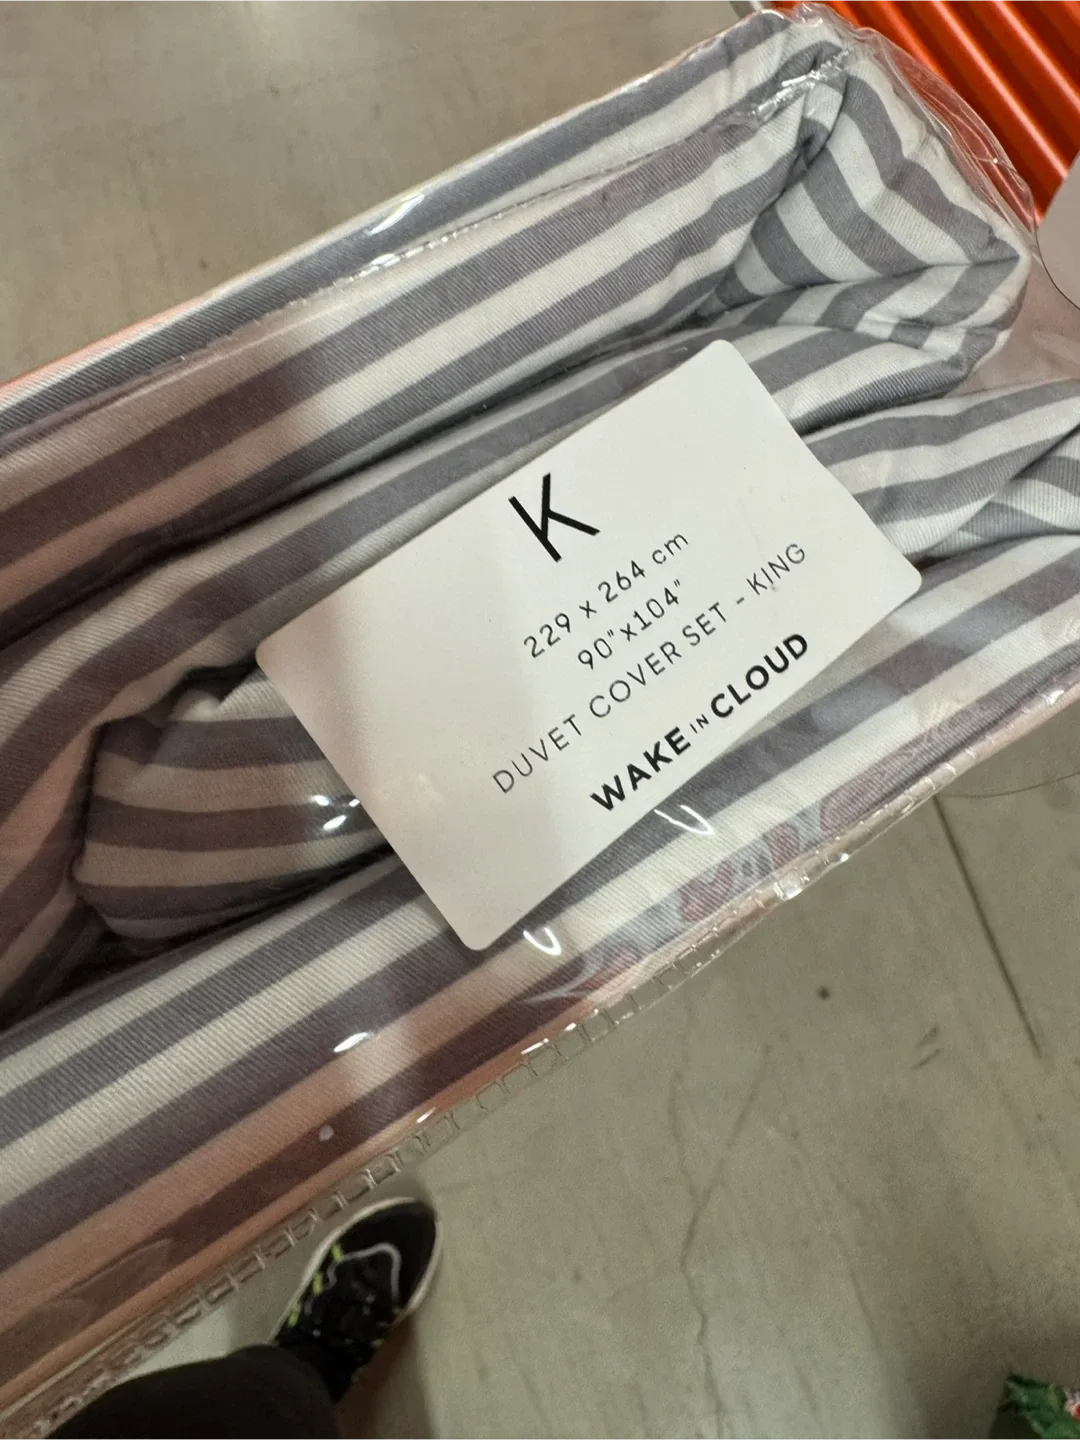 K
229 x 264 cm
90"x104"
DUVET COVER SET - KING
WAKE IN CLOUD